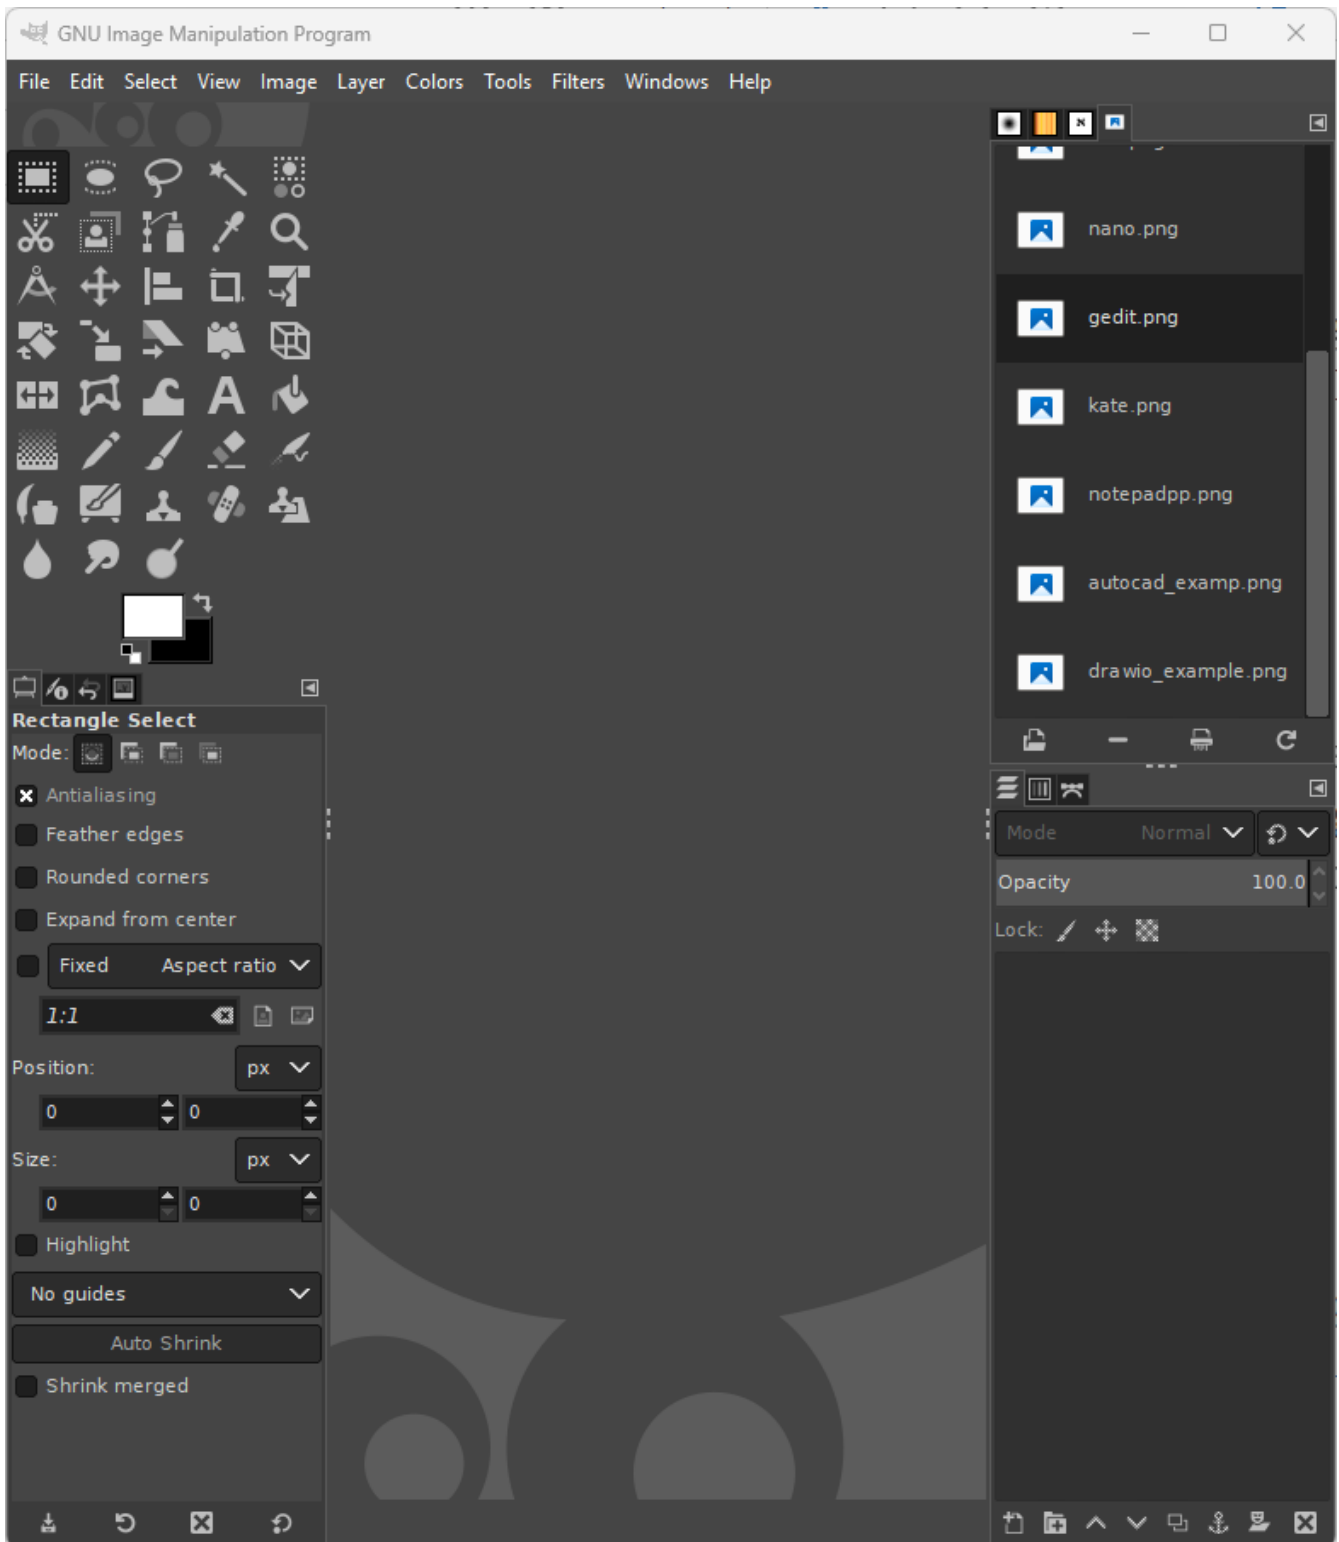 GNU Image Manipulation Program
File Edit Select View Image Layer Colors Tools Filters Windows Help
nano.png
gedit.png
kate.png
notepadpp.png
autocad_examp.png
drawio_example.png
Rectangle Select
Mode:
Antialiasing
Feather edges
Rounded corners
Expand from center
Fixed Aspect ratio
1:1
Position: px
0 0
Size: px
0 0
Highlight
No guides
Auto Shrink
Shrink merged
Mode Normal
Opacity 100.0
Lock: